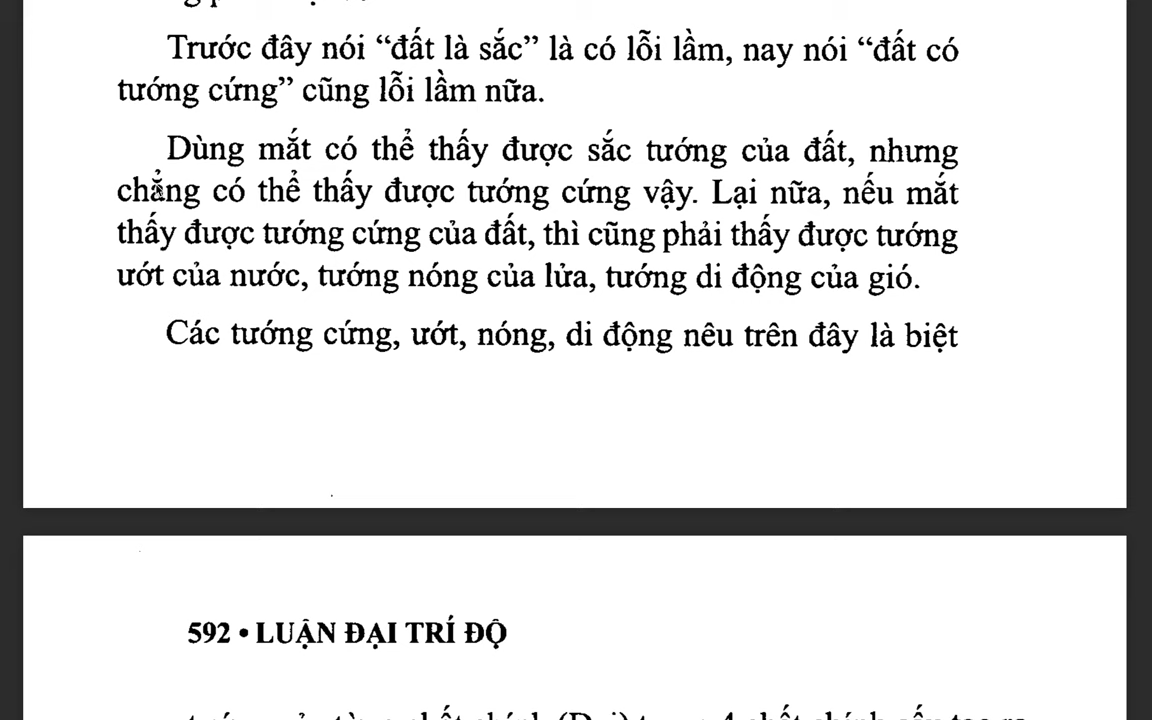 Trước đây nói “đất là sắc” là có lỗi lầm, nay nói “đất có
tướng cứng” cũng lỗi lầm nữa.
Dùng mắt có thể thấy được sắc tướng của đất, nhưng
chẳng có thể thấy được tướng cứng vậy. Lại nữa, nếu mắt
thấy được tướng cứng của đất, thì cũng phải thấy được tướng
ướt của nước, tướng nóng của lửa, tướng di động của gió.
Các tướng cứng, ướt, nóng, di động nêu trên đây là biệt
592 • LUẬN ĐẠI TRÍ ĐỘ